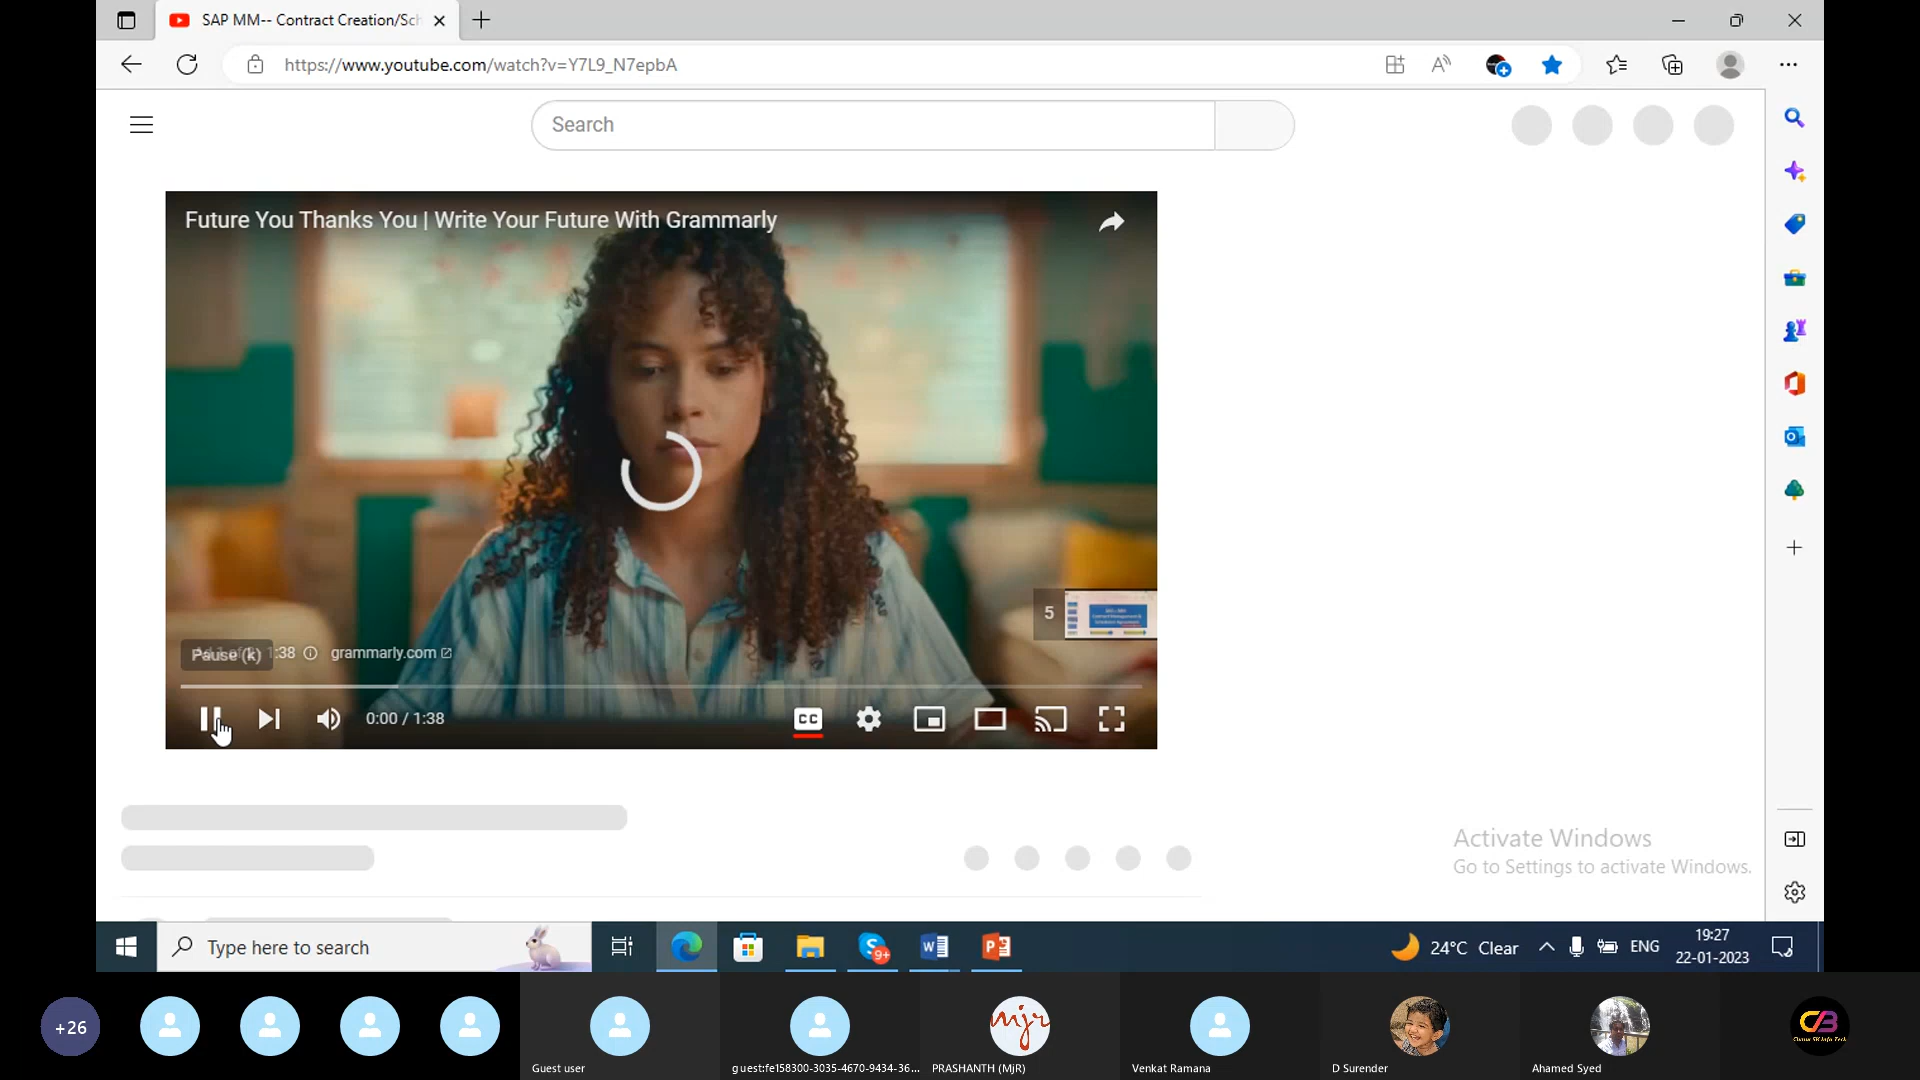 SAP MM-- Contract Creation/Sch
https://www.youtube.com/watch?v=Y7L9_N7epbA
Search
Future You Thanks You | Write Your Future With Grammarly
5
Pause (k)
1:38
grammarly.com
0:00 / 1:38
CC
Activate Windows
Go to Settings to activate Windows.
Type here to search
9+
24°C Clear
ENG
19:27
22-01-2023
+26
Guest user
guest:fe158300-3035-4670-9434-36...
PRASHANTH (MjR)
Venkat Ramana
D Surender
Ahamed Syed
mjr